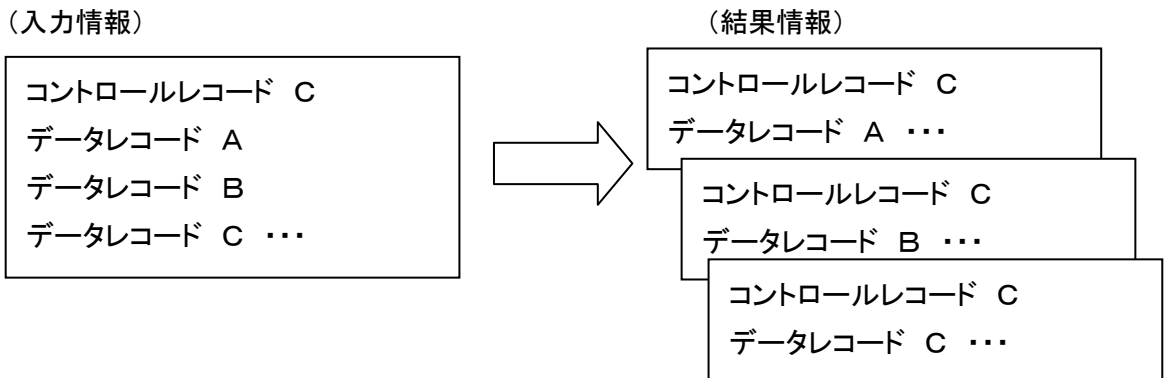 （入力情報）
コントロールレコード　Ｃ
データレコード　Ａ
データレコード　Ｂ
データレコード　Ｃ　・・・
（結果情報）
コントロールレコード　Ｃ
データレコード　Ａ　・・・
コントロールレコード　Ｃ
データレコード　Ｂ　・・・
コントロールレコード　Ｃ
データレコード　Ｃ　・・・